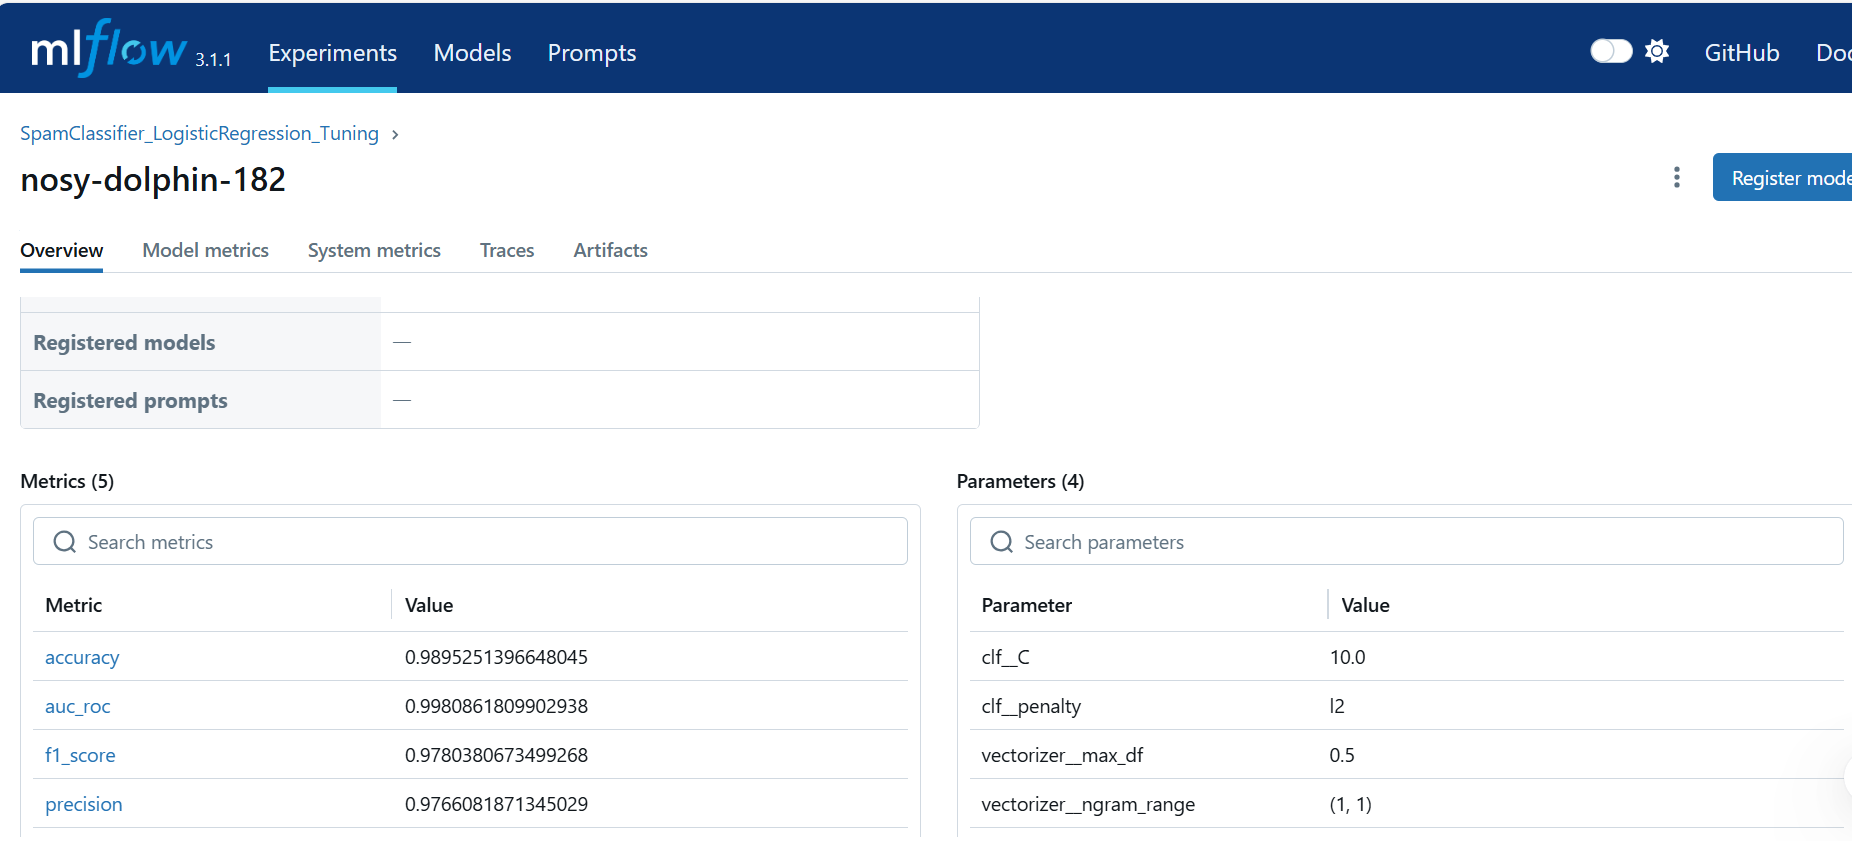 mlflow 3.1.1 Experiments Models Prompts GitHub Doc
SpamClassifier_LogisticRegression_Tuning >
nosy-dolphin-182
Register mode
Overview Model metrics System metrics Traces Artifacts
Registered models —
Registered prompts —
Metrics (5) Parameters (4)
Search metrics Search parameters
Metric Value Parameter Value
accuracy 0.9895251396648045 clf__C 10.0
auc_roc 0.9980861809902938 clf__penalty l2
f1_score 0.9780380673499268 vectorizer__max_df 0.5
precision 0.9766081871345029 vectorizer__ngram_range (1, 1)